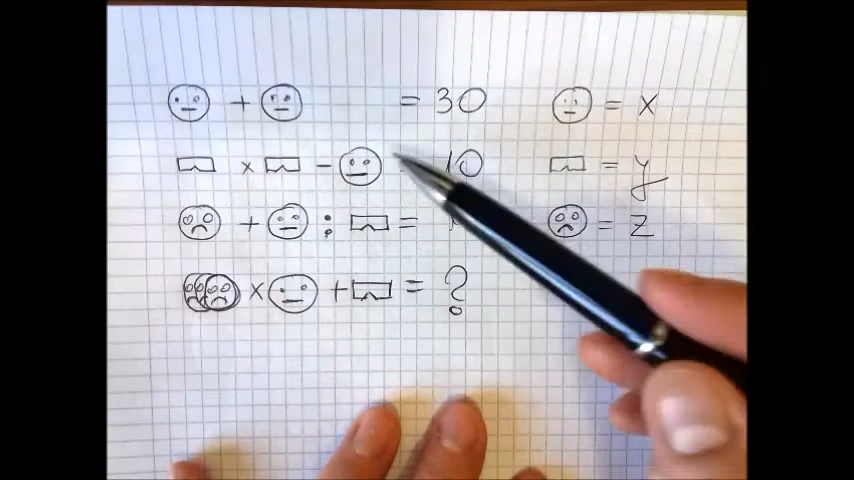 + = 30 = x
x - 10 = y
+ : = = z
x + = ?